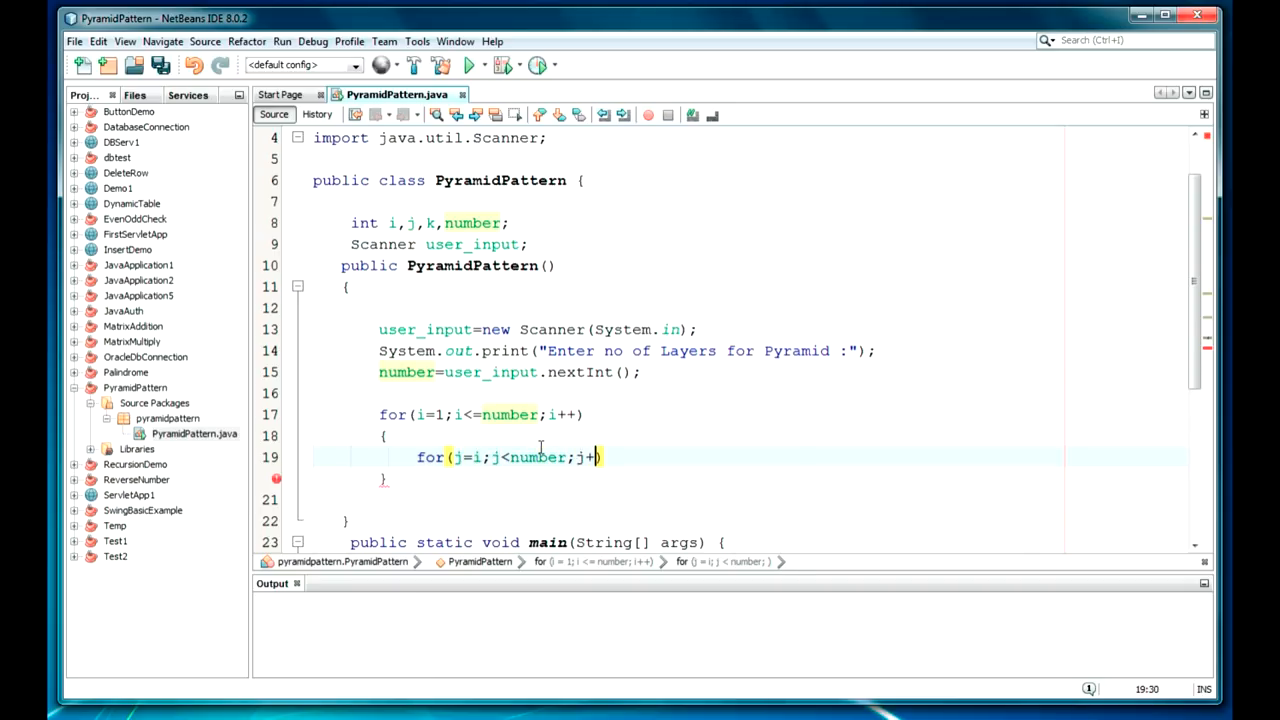 PyramidPattern - NetBeans IDE 8.0.2
File Edit View Navigate Source Refactor Run Debug Profile Team Tools Window Help
Search (Ctrl+I)
<default config>
Proj... Files Services
Start Page PyramidPattern.java
Source History
ButtonDemo
DatabaseConnection
DBServ1
dbtest
DeleteRow
Demo1
DynamicTable
EvenOddCheck
FirstServletApp
InsertDemo
JavaApplication1
JavaApplication2
JavaApplication5
JavaAuth
MatrixAddition
MatrixMultiply
OracleDbConnection
Palindrome
PyramidPattern
Source Packages
pyramidpattern
PyramidPattern.java
Libraries
RecursionDemo
ServletApp1
SwingBasicExample
Temp
Test1
Test2
4 import java.util.Scanner;
5
6 public class PyramidPattern {
7
8 int i,j,k,number;
9 Scanner user_input;
10 public PyramidPattern()
11 {
12
13 user_input=new Scanner(System.in);
14 System.out.print("Enter no of Layers for Pyramid :");
15 number=user_input.nextInt();
16
17 for(i=1;i<=number;i++)
18 {
19 for(j=i;j<number;j+)
}
21
22 }
23 public static void main(String[] args) {
pyramidpattern.PyramidPattern PyramidPattern for (i = 1; i <= number; i++) for (j = i; j < number; )
Output
1 19:30 INS